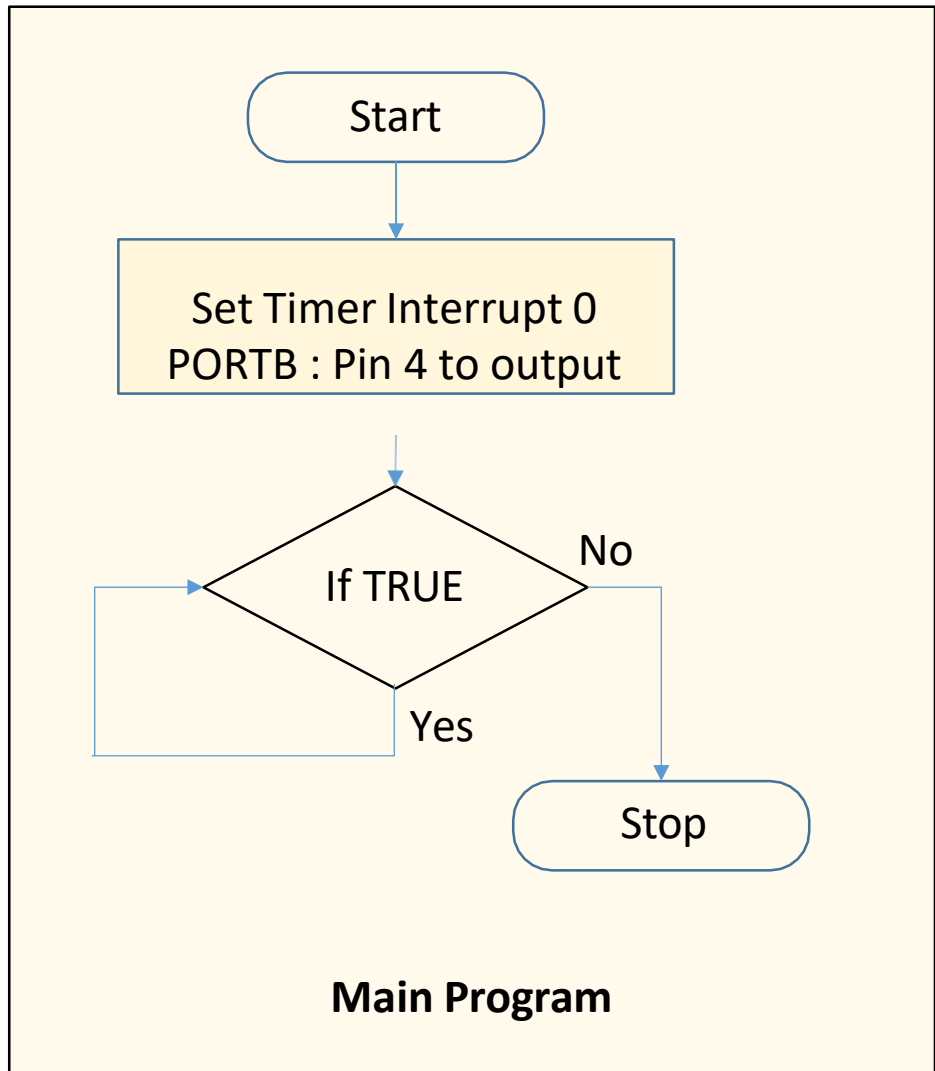 Start
Set Timer Interrupt 0
PORTB : Pin 4 to output
If TRUE
No
Yes
Stop
Main Program